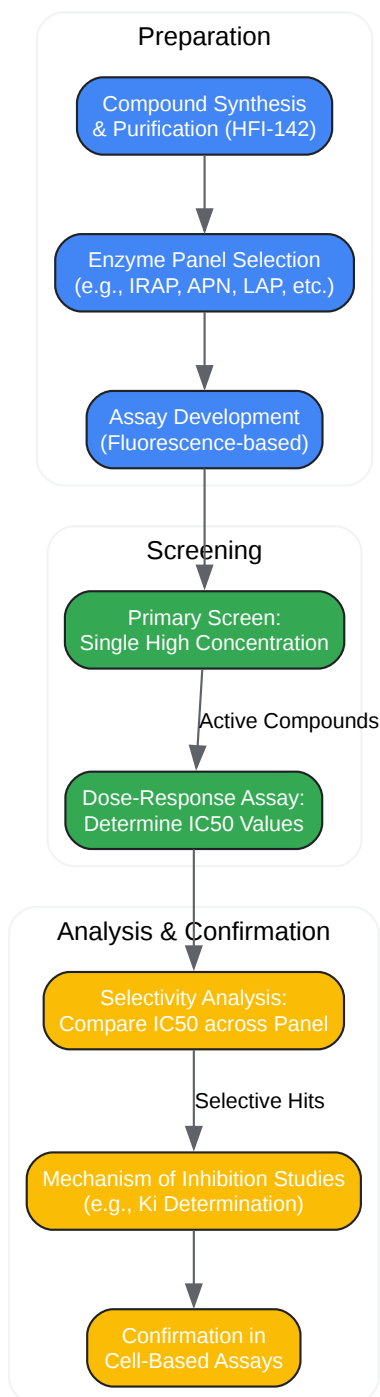 Preparation
Compound Synthesis
& Purification (HFI-142)
Enzyme Panel Selection
(e.g., IRAP, APN, LAP, etc.)
Assay Development
(Fluorescence-based)
Screening
Primary Screen:
Single High Concentration
Active Compounds
Dose-Response Assay:
Determine IC50 Values
Analysis & Confirmation
Selectivity Analysis:
Compare IC50 across Panel
Selective Hits
Mechanism of Inhibition Studies
(e.g., Ki Determination)
Confirmation in
Cell-Based Assays